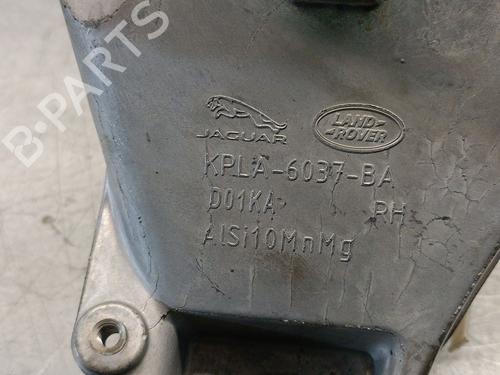 B-PARTS
JAGUAR
LAND-
-ROVER
KPLA-6037-BA
D01KA RH
AlSi10MnMg